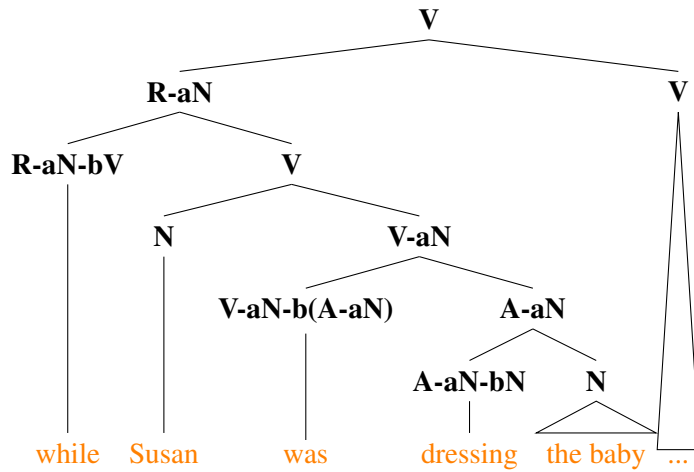 V
R-aN V
R-aN-bV V
N V-aN
V-aN-b(A-aN) A-aN
A-aN-bN N
while Susan was dressing the baby ...